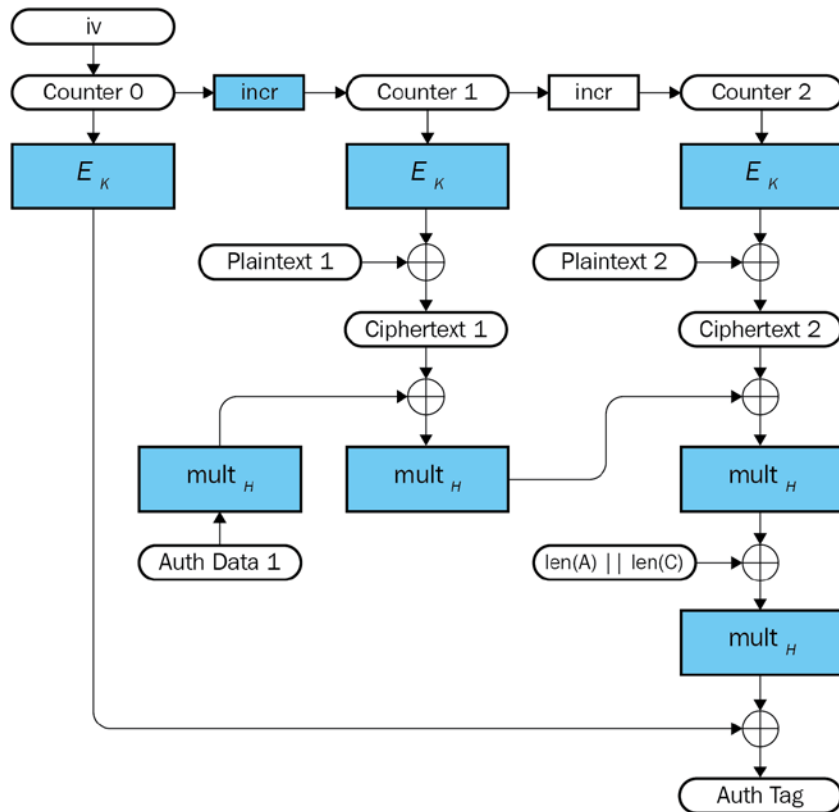 iv
Counter 0
incr
Counter 1
incr
Counter 2
E K
E K
E K
Plaintext 1
Plaintext 2
Ciphertext 1
Ciphertext 2
mult H
mult H
mult H
Auth Data 1
len(A) || len(C)
mult H
Auth Tag